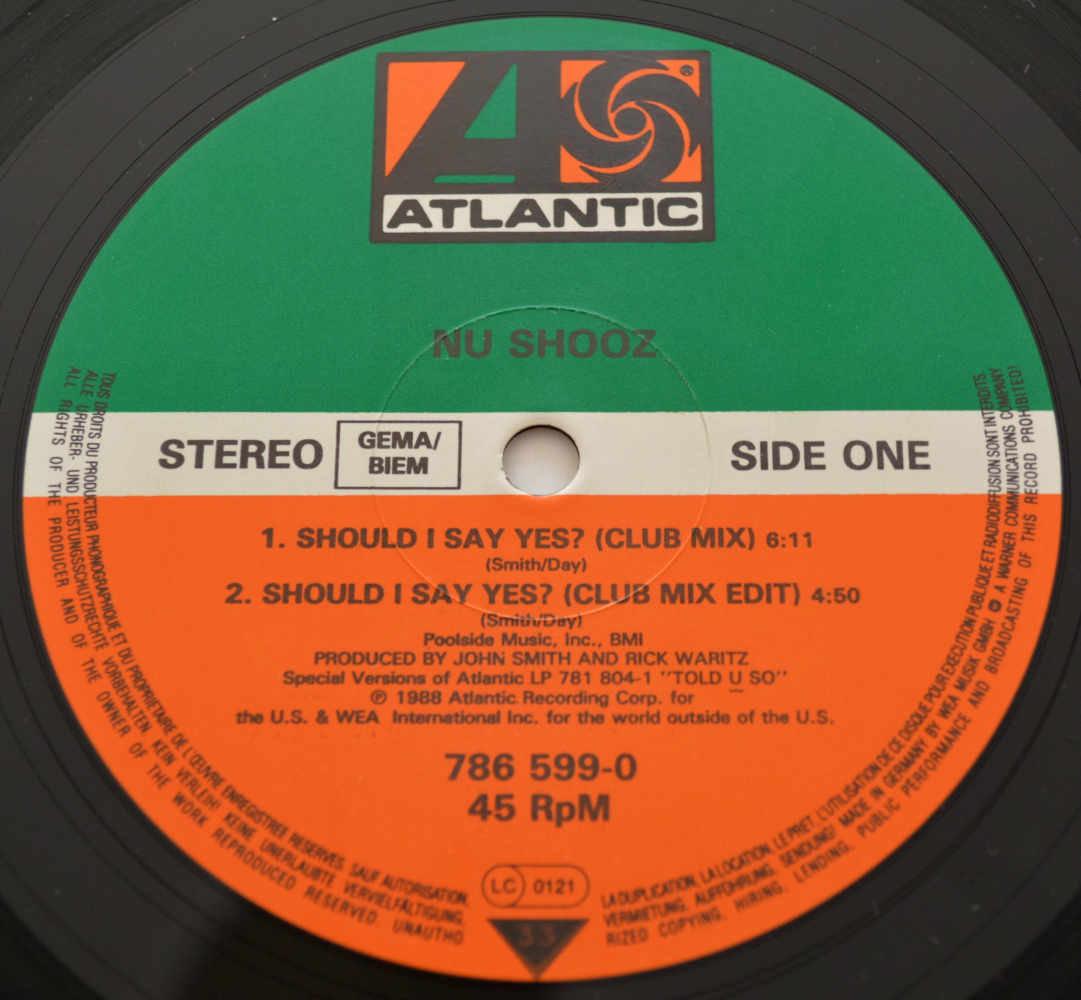 ATLANTIC
®
NU SHOOZ
STEREO
GEMA/
BIEM
SIDE ONE
1. SHOULD I SAY YES? (CLUB MIX) 6:11
(Smith/Day)
2. SHOULD I SAY YES? (CLUB MIX EDIT) 4:50
(Smith/Day)
Poolside Music, Inc., BMI
PRODUCED BY JOHN SMITH AND RICK WARITZ
Special Versions of Atlantic LP 781 804-1 "TOLD U SO"
℗ 1988 Atlantic Recording Corp. for
the U.S. & WEA International Inc. for the world outside of the U.S.
786 599-0
45 RpM
LC 0121
33
TOUS DROITS DU PRODUCTEUR PHONOGRAPHIQUE ET DU PROPRIETAIRE DE L'ŒUVRE ENREGISTREE RESERVES. SAUF AUTORISATION,
LA DUPLICATION, LA LOCATION, LE PRET, L'UTILISATION DE CE DISQUE POUR EXECUTION PUBLIQUE ET RADIODIFFUSION SONT INTERDITS.
ALLE URHEBER- UND LEISTUNGSSCHUTZRECHTE VORBEHALTEN. KEIN VERLEIH! KEINE UNERLAUBTE VERVIELFÄLTIGUNG,
VERMIETUNG, AUFFÜHRUNG, SENDUNG! MADE IN GERMANY BY WEA MUSIK GMBH A WARNER COMMUNICATIONS COMPANY
ALL RIGHTS OF THE PRODUCER AND OF THE OWNER OF THE WORK REPRODUCED RESERVED. UNAUTHO
RIZED COPYING, HIRING, LENDING, PUBLIC PERFORMANCE AND BROADCASTING OF THIS RECORD PROHIBITED!